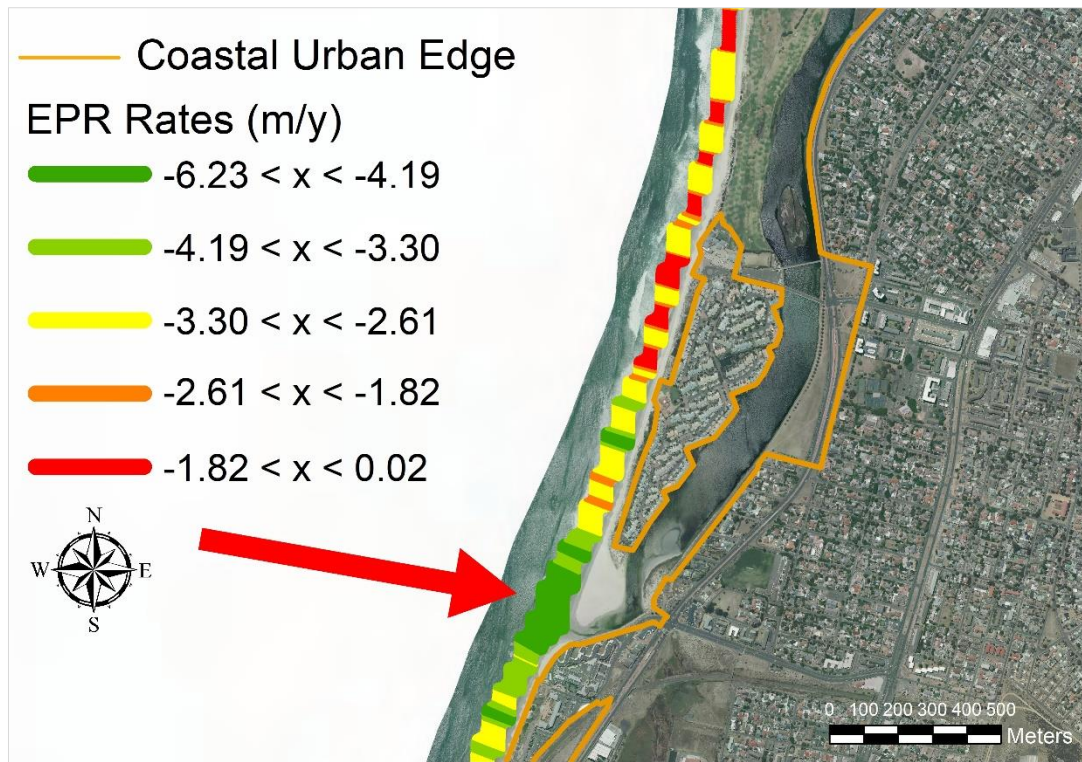 Coastal Urban Edge
EPR Rates (m/y)
-6.23 < x < -4.19
-4.19 < x < -3.30
-3.30 < x < -2.61
-2.61 < x < -1.82
-1.82 < x < 0.02
N
W E
S
0 100 200 300 400 500
Meters